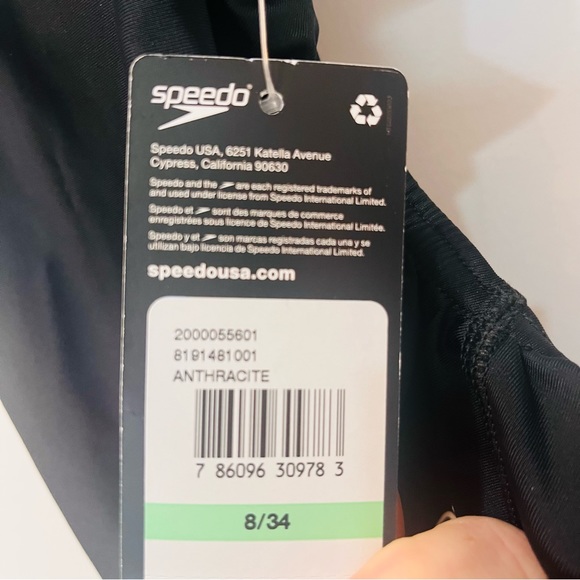 speedo®
Speedo USA, 6251 Katella Avenue
Cypress, California 90630
Speedo and the are each registered trademarks of
and used under license from Speedo International Limited.
Speedo et sont des marques de commerce
enregistrées sous licence de Speedo International Limitée.
Speedo y el son marcas registradas cada una y se
utilizan bajo licencia de Speedo International Limited.
speedousa.com
2000055601
8191481001
ANTHRACITE
7 86096 30978 3
8/34